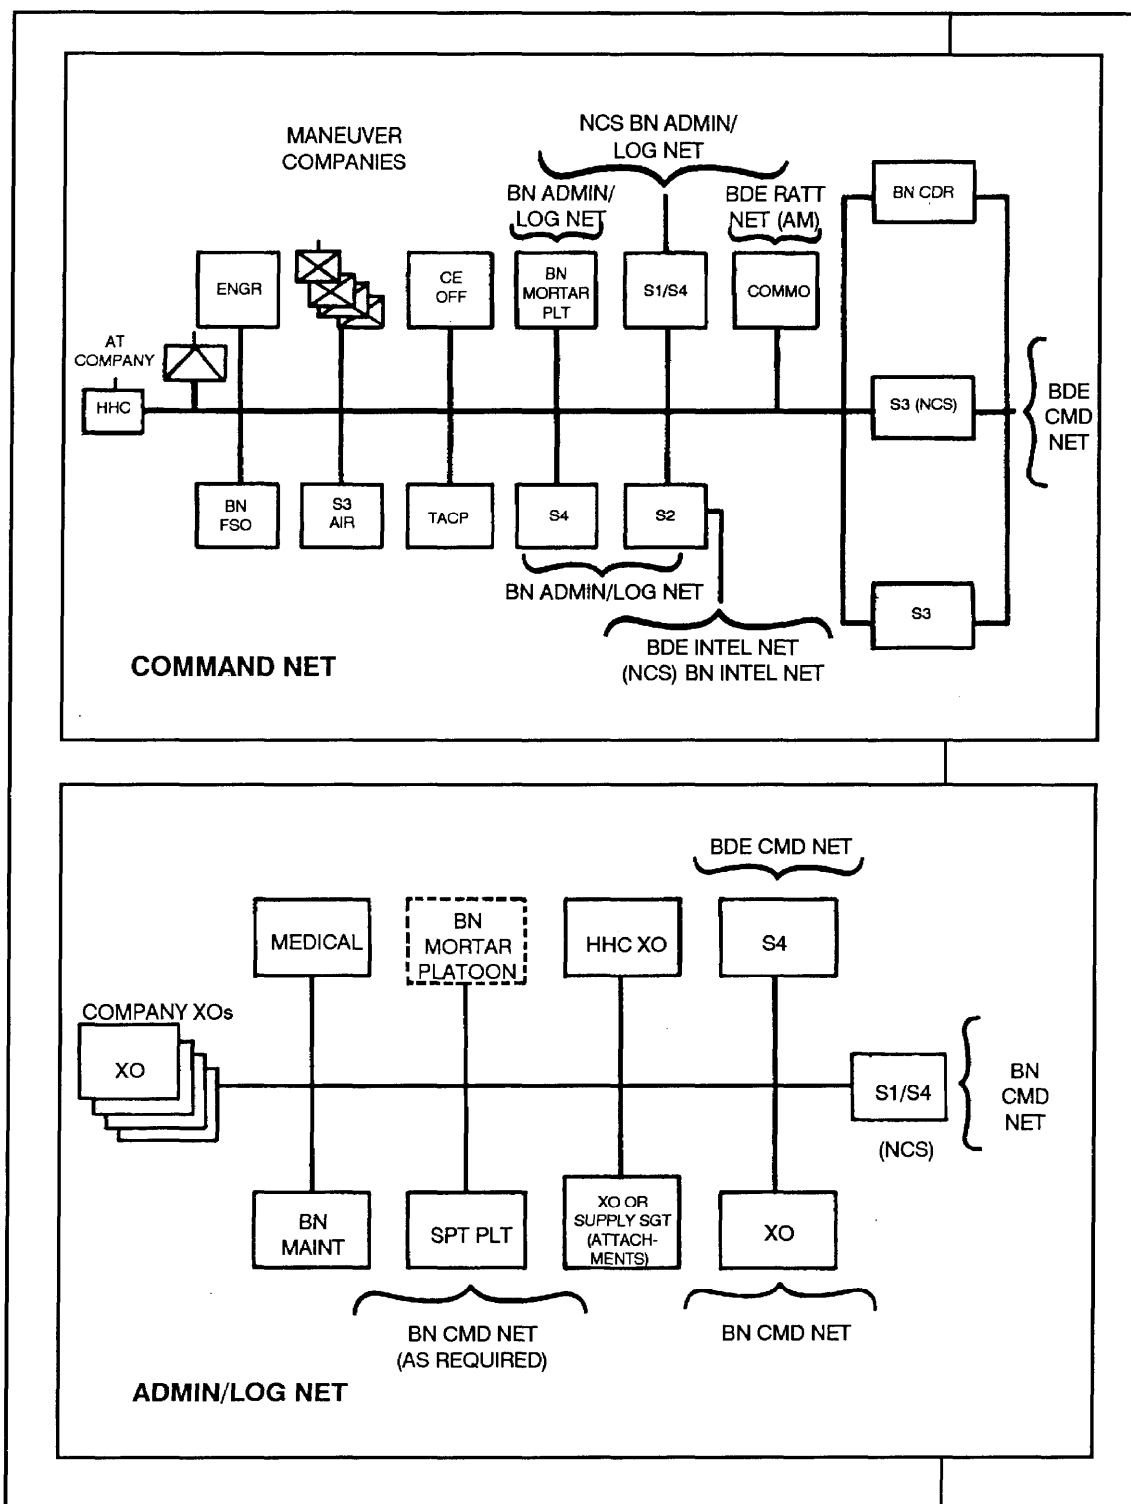 MANEUVER
COMPANIES
NCS BN ADMIN/
LOG NET
BN ADMIN/
LOG NET
BDE RATT
NET (AM)
BN CDR
ENGR
CE
OFF
BN
MORTAR
PLT
S1/S4
COMMO
AT
COMPANY
HHC
S3 (NCS)
BDE
CMD
NET
BN
FSO
S3
AIR
TACP
S4
S2
S3
BN ADMIN/LOG NET
BDE INTEL NET
(NCS) BN INTEL NET
COMMAND NET
BDE CMD NET
MEDICAL
BN
MORTAR
PLATOON
HHC XO
S4
COMPANY XOs
XO
S1/S4
(NCS)
BN
CMD
NET
BN
MAINT
SPT PLT
XO OR
SUPPLY SGT
(ATTACH-
MENTS)
XO
BN CMD NET
(AS REQUIRED)
BN CMD NET
ADMIN/LOG NET